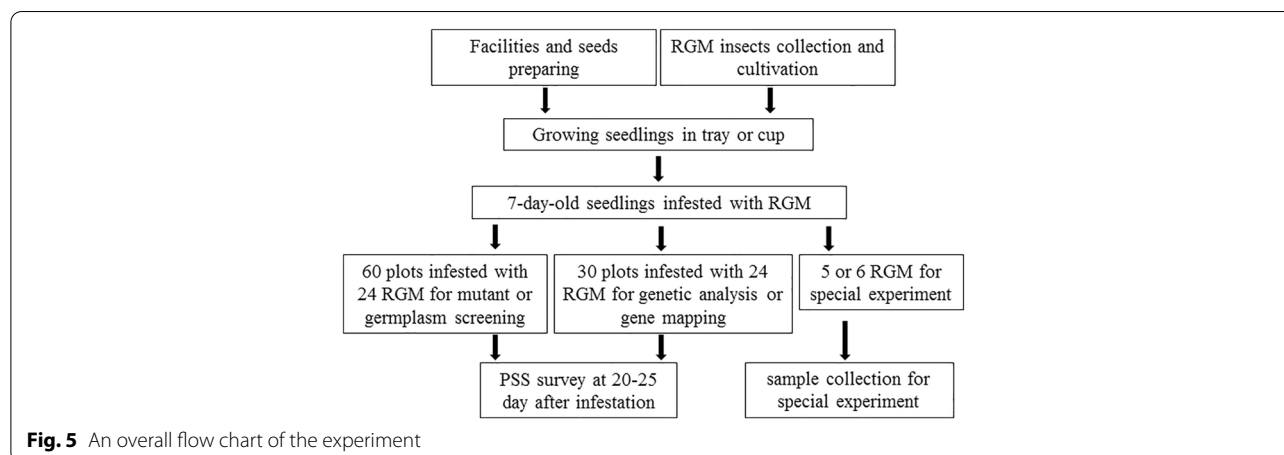 Facilities and seeds
preparing
RGM insects collection and
cultivation
Growing seedlings in tray or cup
7-day-old seedlings infested with RGM
60 plots infested with
24 RGM for mutant or
germplasm screening
30 plots infested with 24
RGM for genetic analysis or
gene mapping
5 or 6 RGM for
special experiment
PSS survey at 20-25
day after infestation
sample collection for
special experiment
Fig. 5 An overall flow chart of the experiment